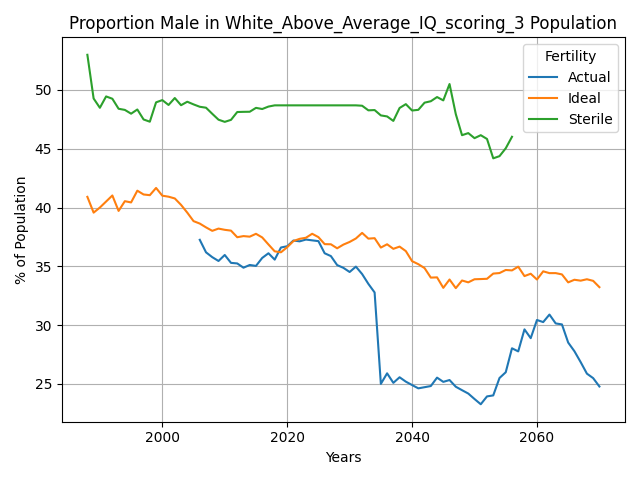 Proportion Male in White_Above_Average_IQ_scoring_3 Population
Fertility
Actual
Ideal
Sterile
% of Population
50
45
40
35
30
25
2000
2020
2040
2060
Years